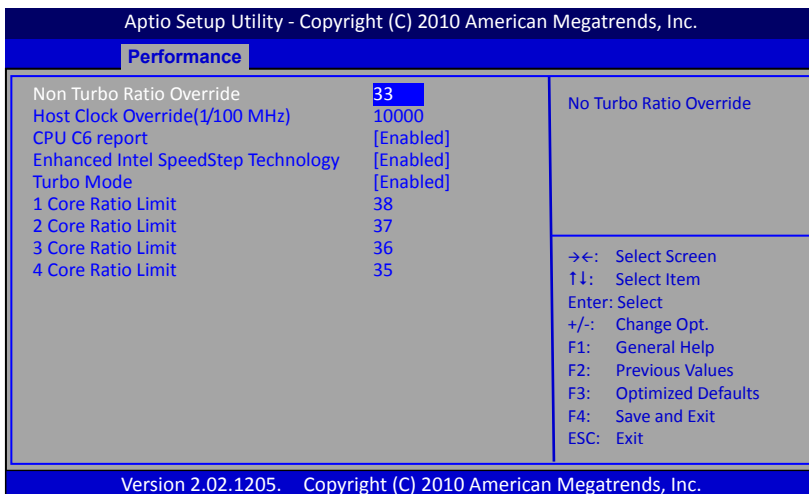 Aptio Setup Utility - Copyright (C) 2010 American Megatrends, Inc.
Performance
Non Turbo Ratio Override 33
Host Clock Override(1/100 MHz) 10000
CPU C6 report [Enabled]
Enhanced Intel SpeedStep Technology [Enabled]
Turbo Mode [Enabled]
1 Core Ratio Limit 38
2 Core Ratio Limit 37
3 Core Ratio Limit 36
4 Core Ratio Limit 35
No Turbo Ratio Override
→←: Select Screen
↑↓: Select Item
Enter: Select
+/-: Change Opt.
F1: General Help
F2: Previous Values
F3: Optimized Defaults
F4: Save and Exit
ESC: Exit
Version 2.02.1205. Copyright (C) 2010 American Megatrends, Inc.